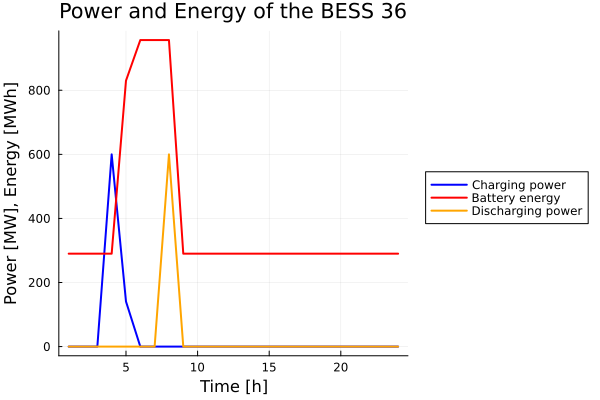 Power and Energy of the BESS 36
Power [MW], Energy [MWh]
800
600
400
200
0
5
10
15
20
Time [h]
Charging power
Battery energy
Discharging power